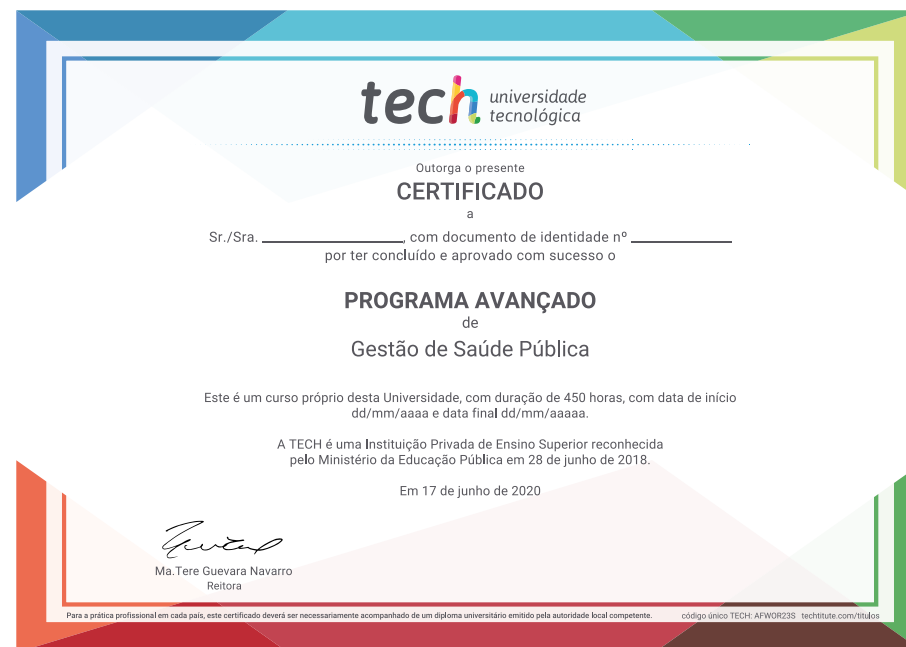 tech universidade
tecnológica
Outorga o presente
CERTIFICADO
a
Sr./Sra. ____________, com documento de identidade nº ____________
por ter concluído e aprovado com sucesso o
PROGRAMA AVANÇADO
de
Gestão de Saúde Pública
Este é um curso próprio desta Universidade, com duração de 450 horas, com data de início
dd/mm/aaaa e data final dd/mm/aaaaa.
A TECH é uma Instituição Privada de Ensino Superior reconhecida
pelo Ministério da Educação Pública em 28 de junho de 2018.
Em 17 de junho de 2020
Ma.Tere Guevara Navarro
Reitora
Para a prática profissional em cada país, este certificado deverá ser necessariamente acompanhado de um diploma universitário emitido pela autoridade local competente. código único TECH: AFWOR23S techtitute.com/titulos